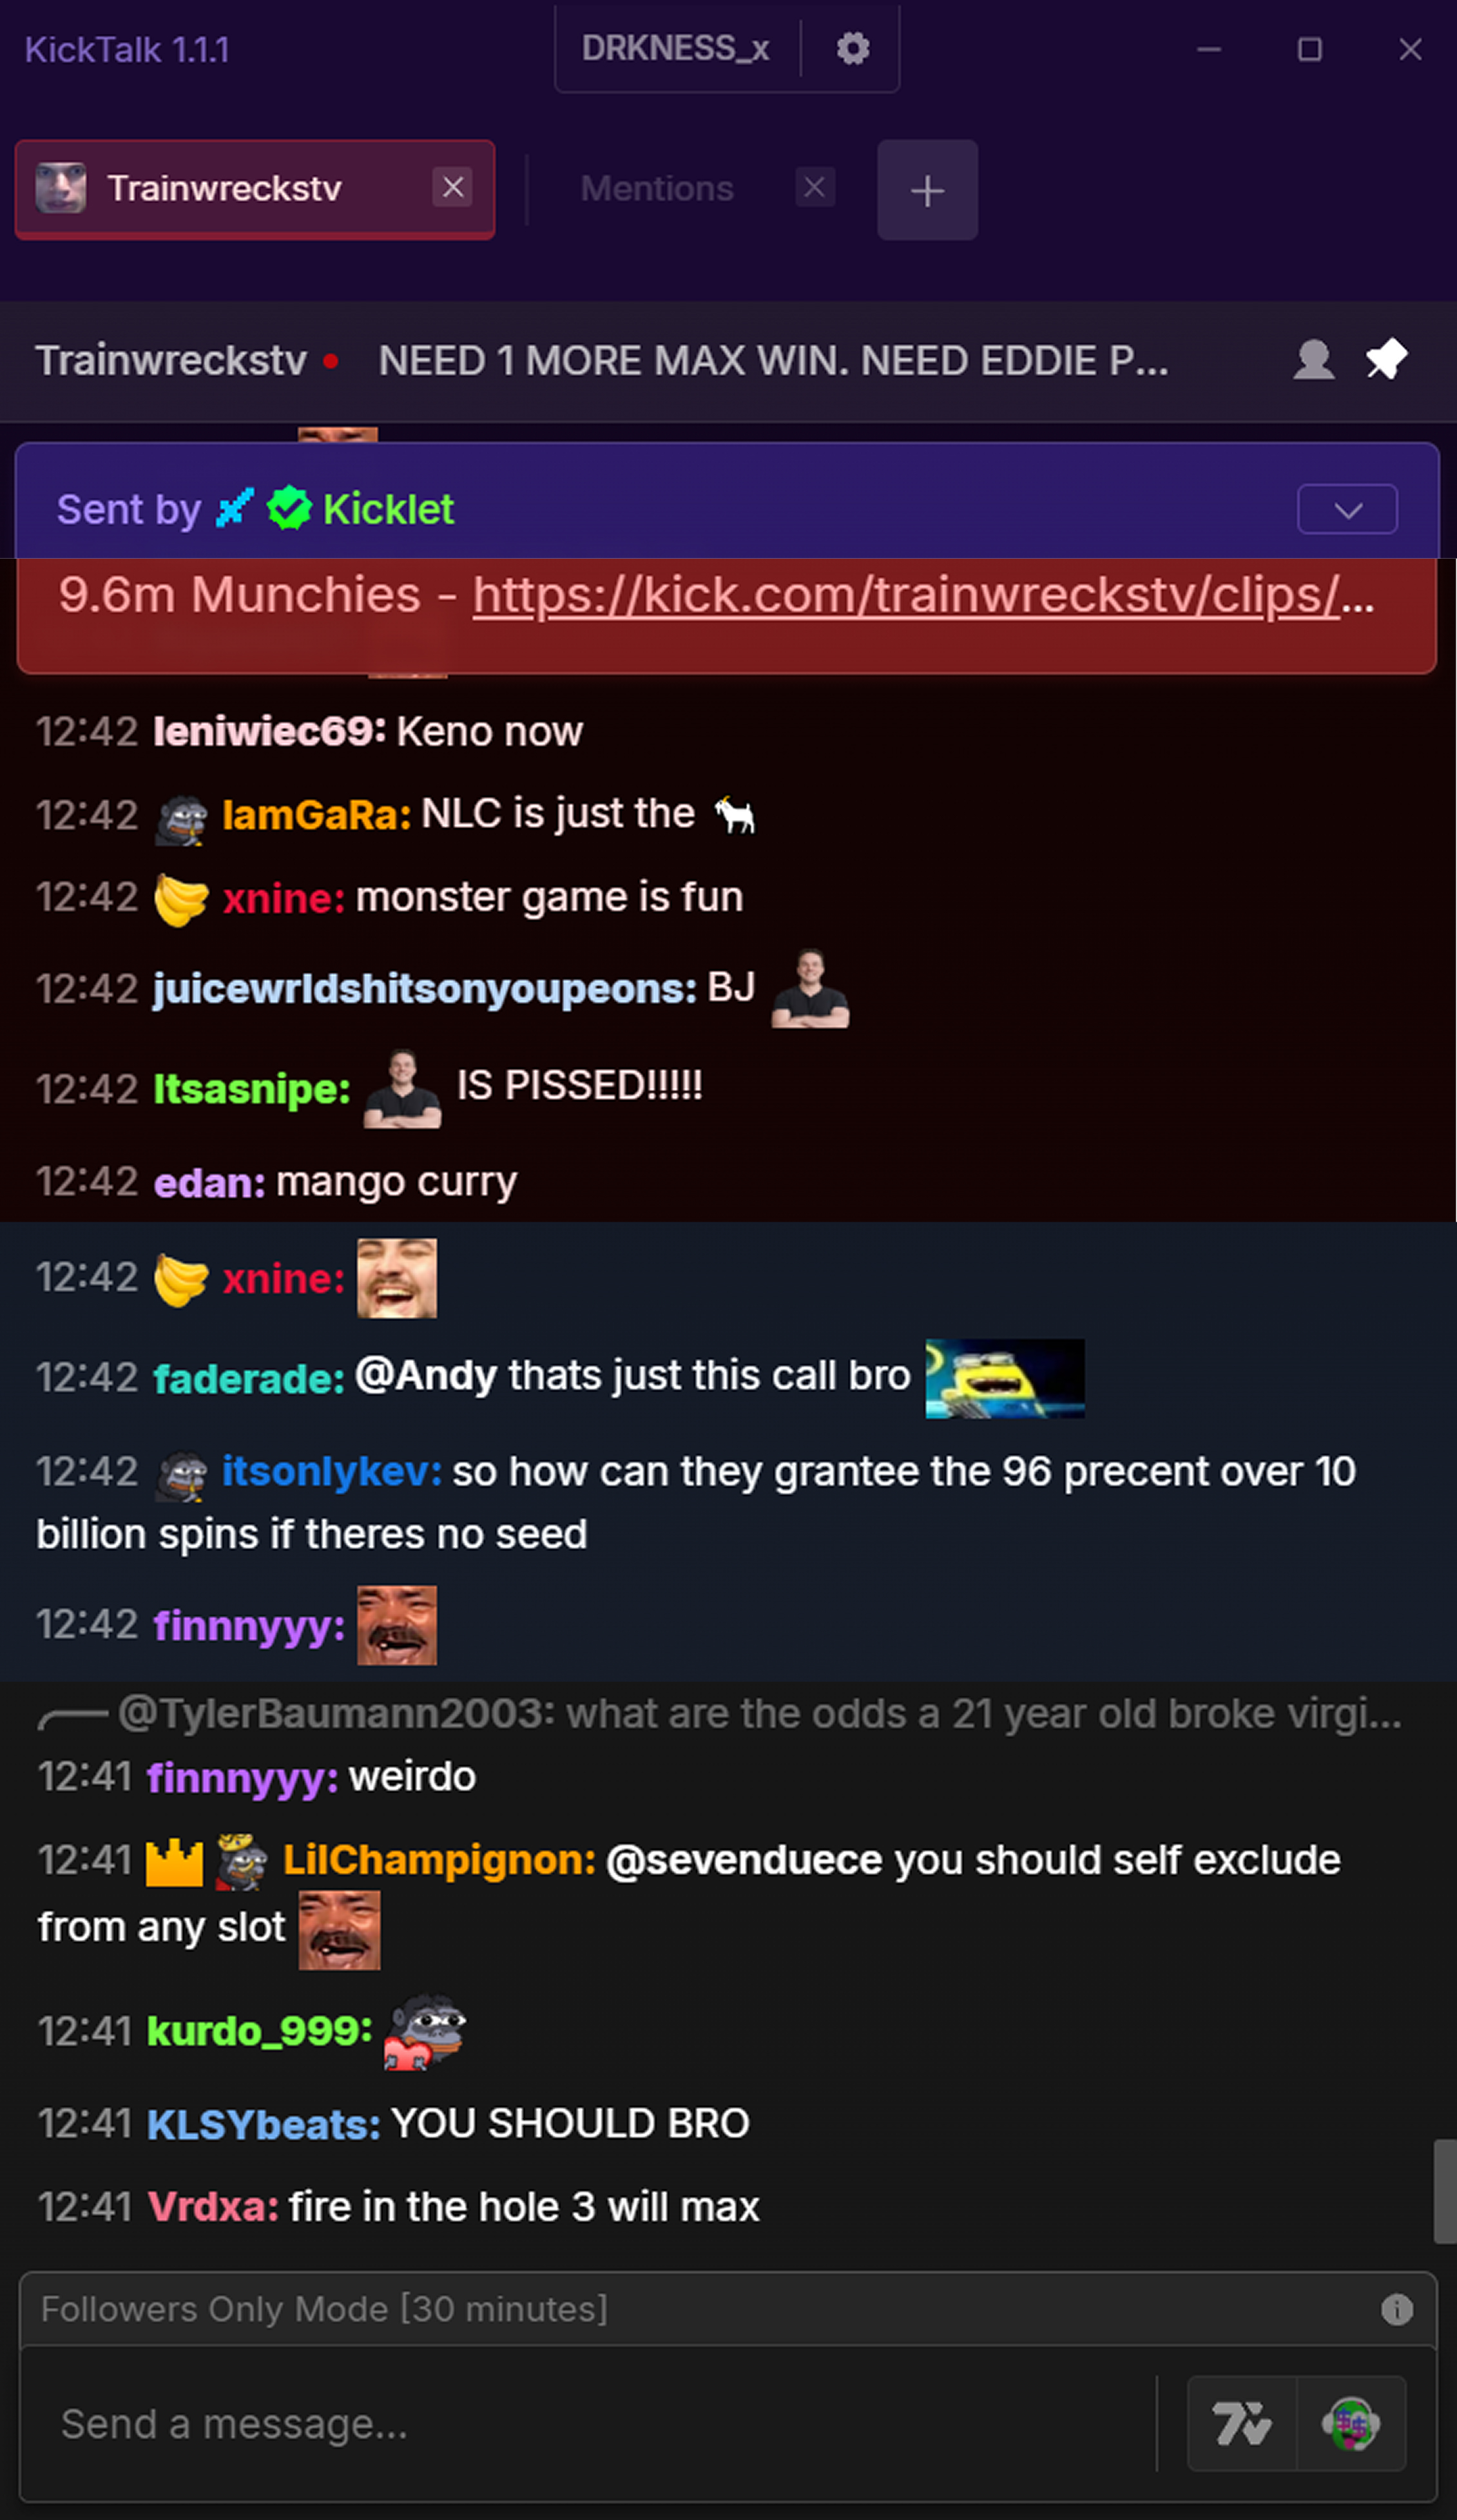 KickTalk 1.1.1
DRKNESS_x
Trainwreckstv
Mentions
Trainwreckstv NEED 1 MORE MAX WIN. NEED EDDIE P...
Sent by Kicklet
9.6m Munchies - https://kick.com/trainwreckstv/clips/...
12:42 leniwiec69: Keno now
12:42 IamGaRa: NLC is just the
12:42 xnine: monster game is fun
12:42 juicewrldshitsonyoupeons: BJ
12:42 Itsasnipe: IS PISSED!!!!!
12:42 edan: mango curry
12:42 xnine:
12:42 faderade: @Andy thats just this call bro
12:42 itsonlykev: so how can they grantee the 96 precent over 10
billion spins if theres no seed
12:42 finnnyyy:
@TylerBaumann2003: what are the odds a 21 year old broke virgi...
12:41 finnnyyy: weirdo
12:41 LilChampignon: @sevenduece you should self exclude
from any slot
12:41 kurdo_999:
12:41 KLSYbeats: YOU SHOULD BRO
12:41 Vrdxa: fire in the hole 3 will max
Followers Only Mode [30 minutes]
Send a message...